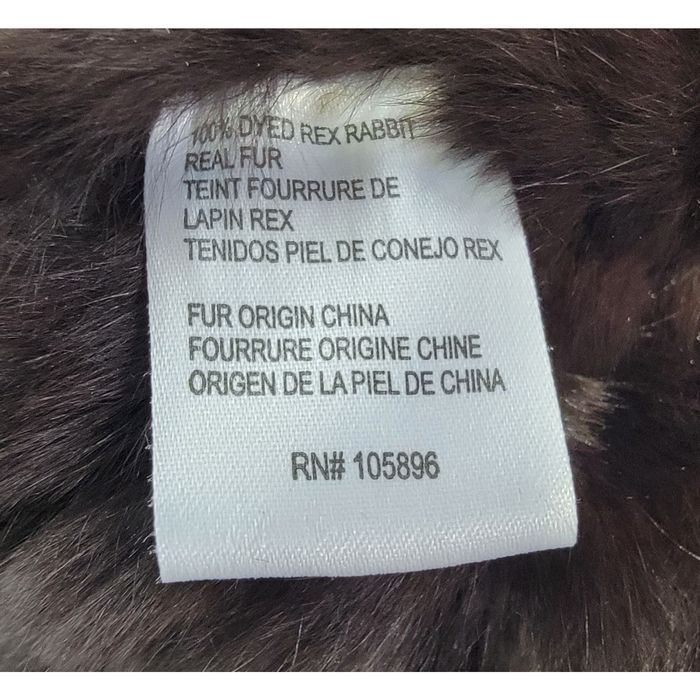 100% DYED REX RABBIT
REAL FUR
TEINT FOURRURE DE
LAPIN REX
TENIDOS PIEL DE CONEJO REX
FUR ORIGIN CHINA
FOURRURE ORIGINE CHINE
ORIGEN DE LA PIEL DE CHINA
RN# 105896